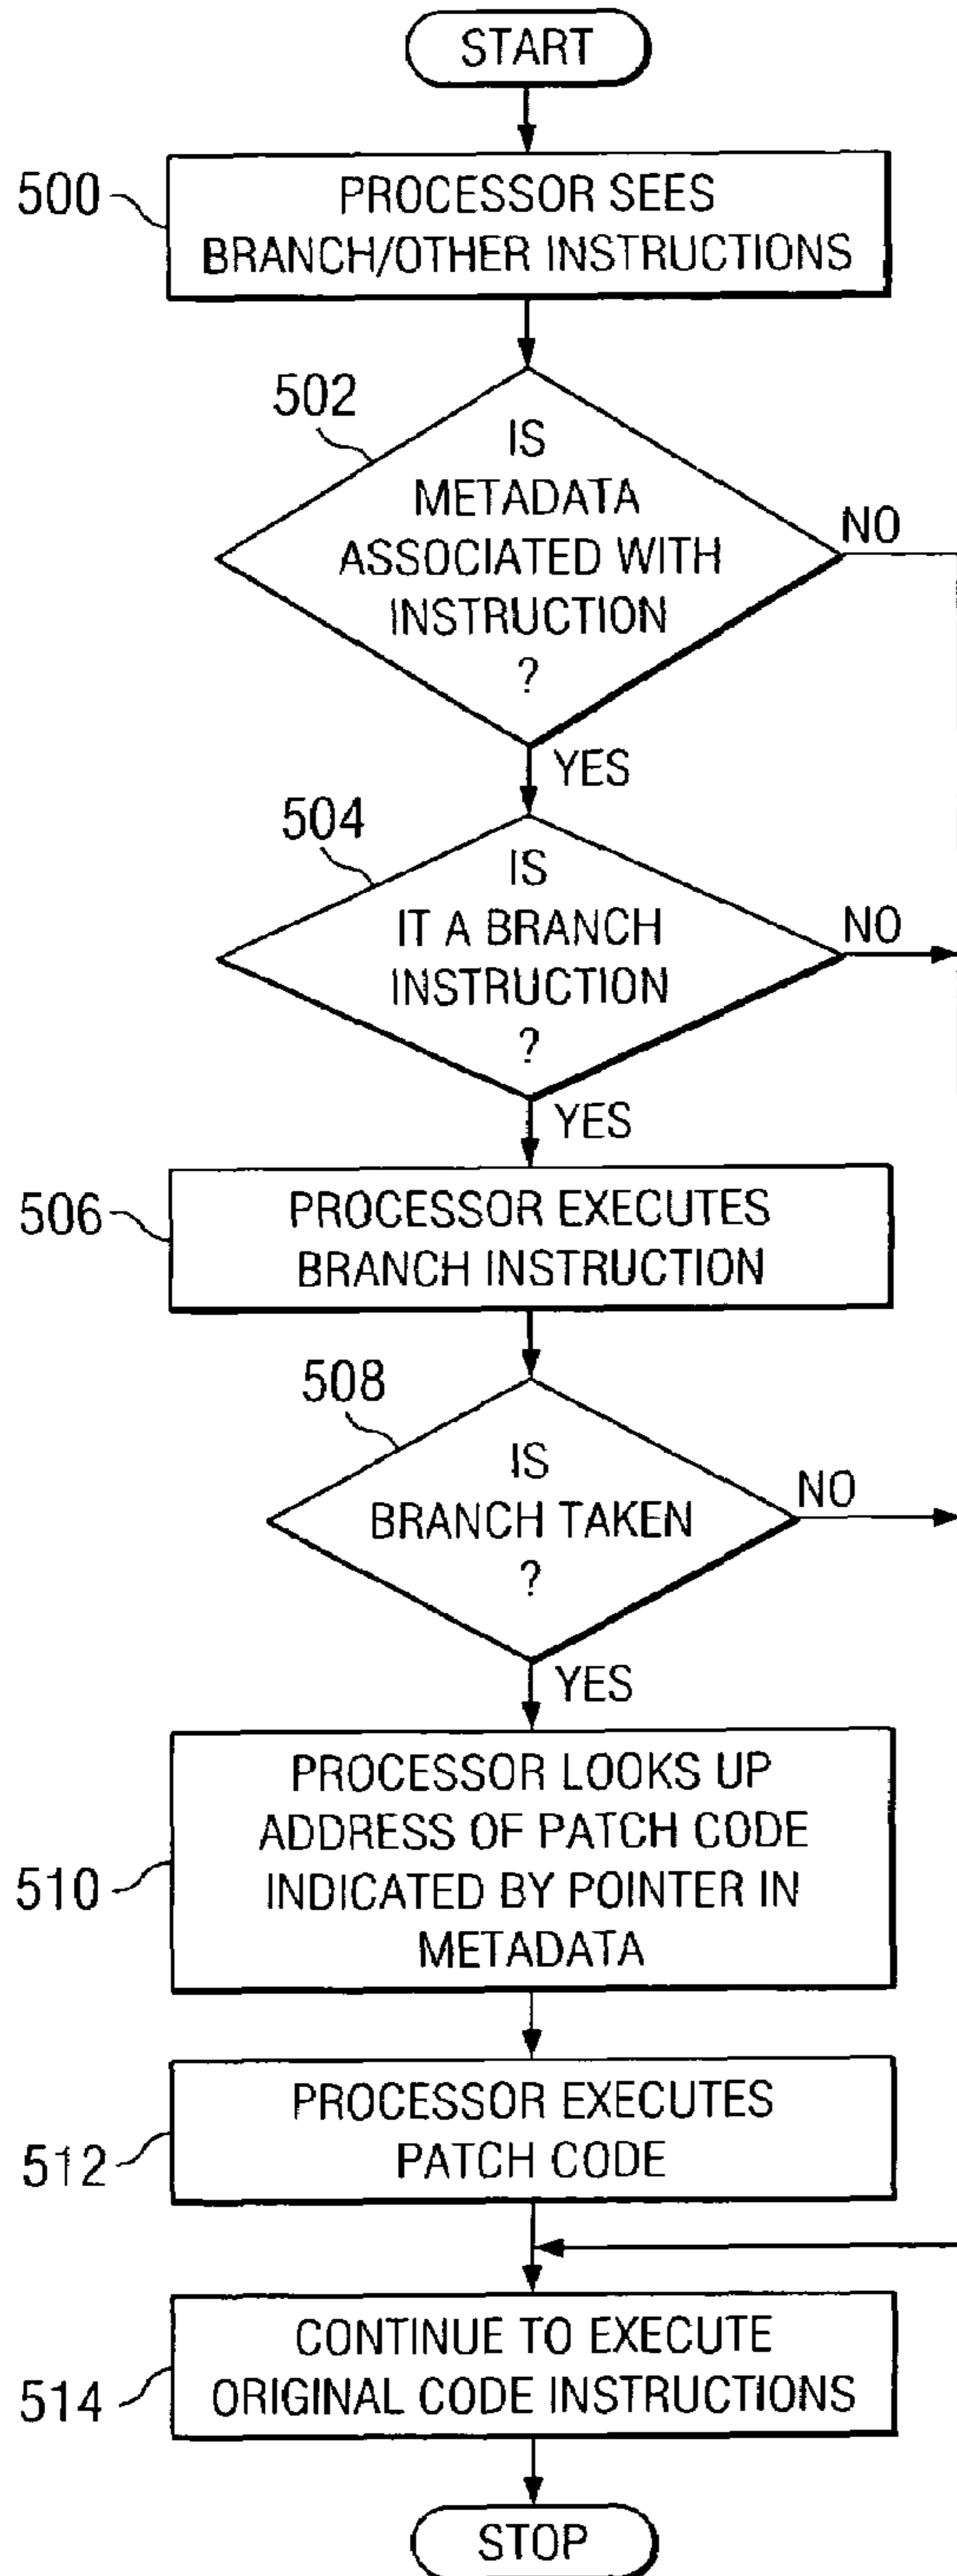 START
500
PROCESSOR SEES
BRANCH/OTHER INSTRUCTIONS
502
IS
METADATA
ASSOCIATED WITH
INSTRUCTION
?
NO
YES
504
IS
IT A BRANCH
INSTRUCTION
?
NO
YES
506
PROCESSOR EXECUTES
BRANCH INSTRUCTION
508
IS
BRANCH TAKEN
?
NO
YES
510
PROCESSOR LOOKS UP
ADDRESS OF PATCH CODE
INDICATED BY POINTER IN
METADATA
512
PROCESSOR EXECUTES
PATCH CODE
514
CONTINUE TO EXECUTE
ORIGINAL CODE INSTRUCTIONS
STOP